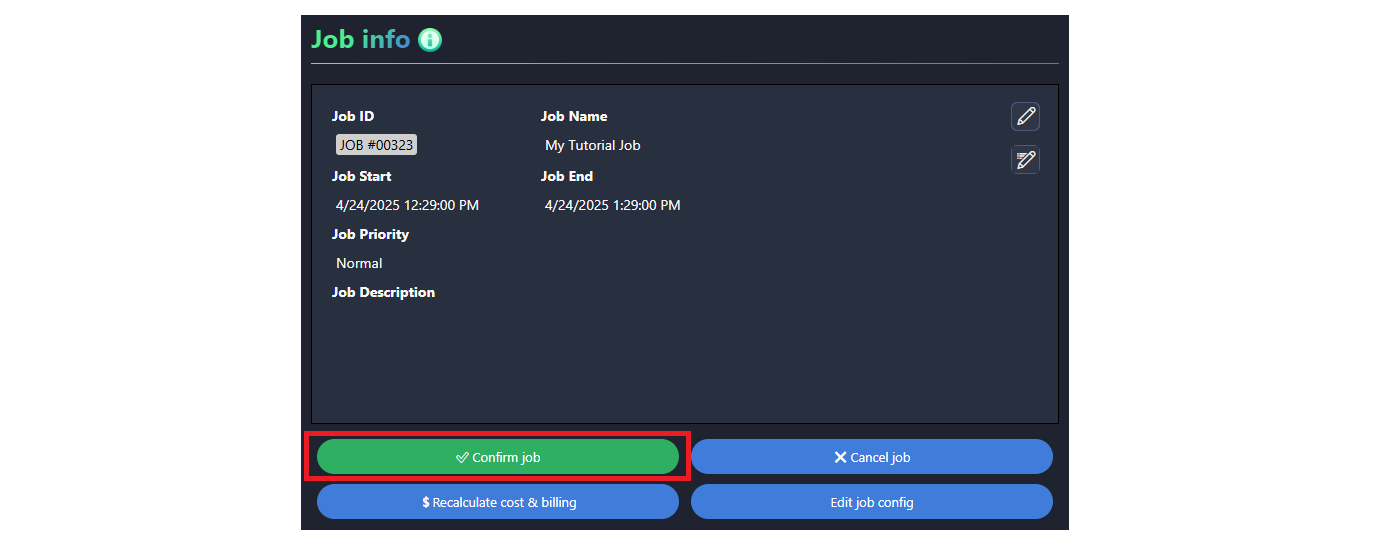 Job info
Job ID Job Name
JOB #00323 My Tutorial Job
Job Start Job End
4/24/2025 12:29:00 PM 4/24/2025 1:29:00 PM
Job Priority
Normal
Job Description
Confirm job Cancel job
$ Recalculate cost & billing Edit job config